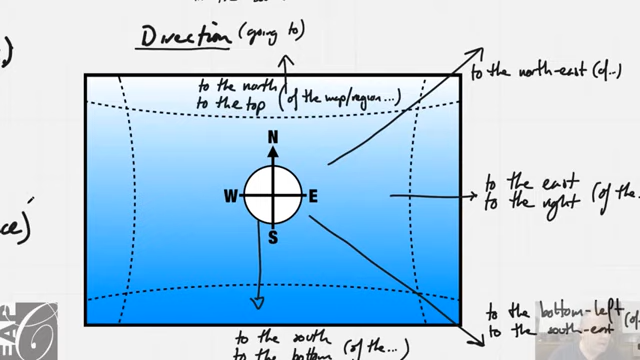 Direction (going to)
to the north
to the top (of the map/region...)
to the north-east (of..)
N
W E
S
to the east
to the right (of the...
ce)
to the bottom-left
to the south-east (of
to the south
to the bottom (of the...)
EAP